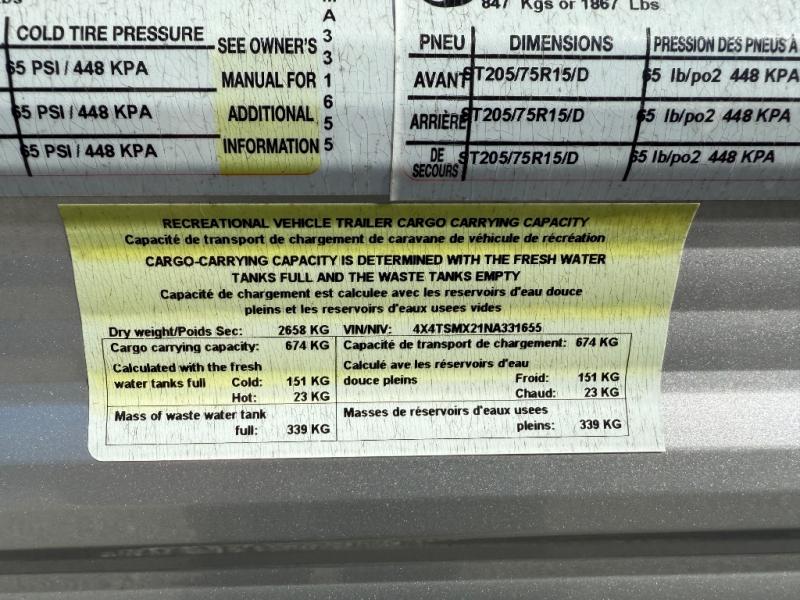 COLD TIRE PRESSURE
65 PSI / 448 KPA
65 PSI / 448 KPA
65 PSI / 448 KPA
SEE OWNER'S
MANUAL FOR
ADDITIONAL
INFORMATION
A
3
3
1
6
5
5
847 Kgs or 1867 Lbs
PNEU DIMENSIONS PRESSION DES PNEUS À
AVANT ST205/75R15/D 65 lb/po2 448 KPA
ARRIÈRE ST205/75R15/D 65 lb/po2 448 KPA
DE SECOURS ST205/75R15/D 65 lb/po2 448 KPA
RECREATIONAL VEHICLE TRAILER CARGO CARRYING CAPACITY
Capacité de transport de chargement de caravane de véhicule de récréation
CARGO-CARRYING CAPACITY IS DETERMINED WITH THE FRESH WATER
TANKS FULL AND THE WASTE TANKS EMPTY
Capacité de chargement est calculee avec les reservoirs d'eau douce
pleins et les reservoirs d'eaux usees vides
Dry weight/Poids Sec: 2658 KG VIN/NIV: 4X4TSMX21NA331655
Cargo carrying capacity: 674 KG
Calculated with the fresh
water tanks full Cold: 151 KG
Hot: 23 KG
Mass of waste water tank
full: 339 KG
Capacité de transport de chargement: 674 KG
Calculé ave les réservoirs d'eau
douce pleins Froid: 151 KG
Chaud: 23 KG
Masses de réservoirs d'eaux usees
pleins: 339 KG